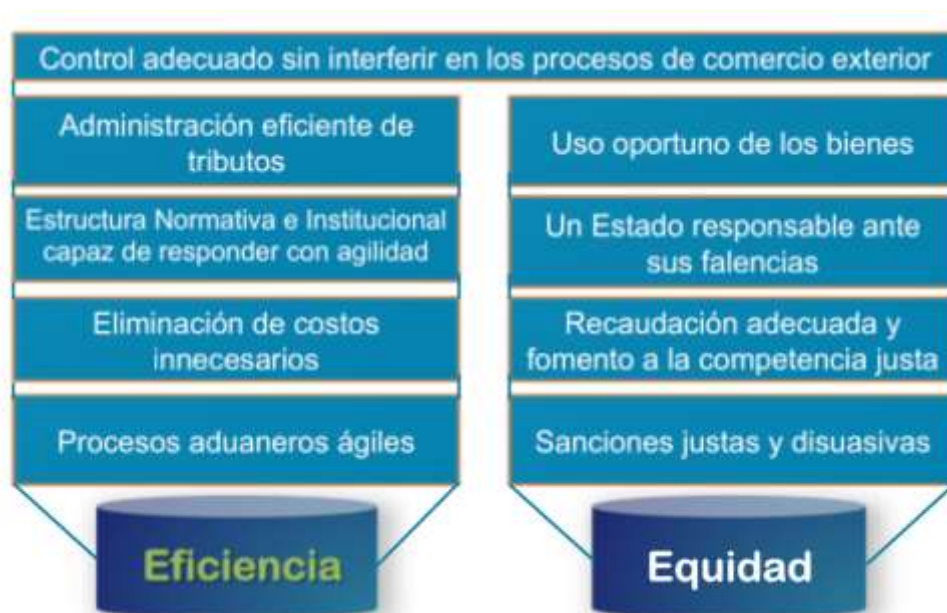 Control adecuado sin interferir en los procesos de comercio exterior
Administración eficiente de
tributos
Estructura Normativa e Institucional
capaz de responder con agilidad
Eliminación de costos
innecesarios
Procesos aduaneros ágiles
Eficiencia
Uso oportuno de los bienes
Un Estado responsable ante
sus falencias
Recaudación adecuada y
fomento a la competencia justa
Sanciones justas y disuasivas
Equidad